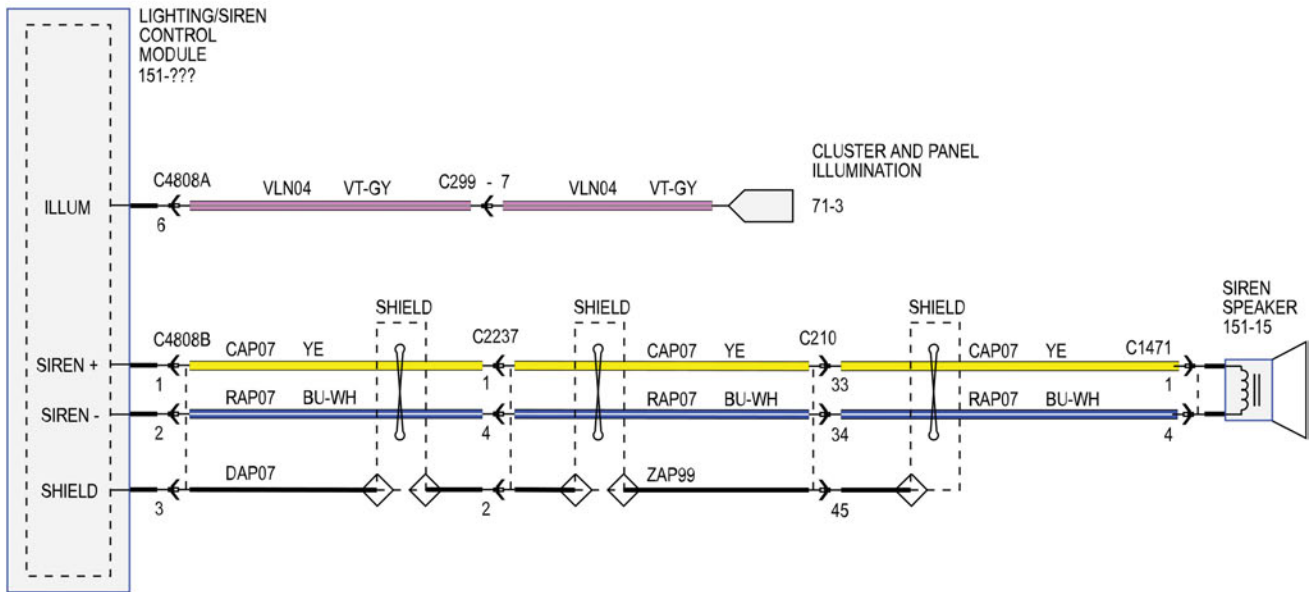 LIGHTING/SIREN
CONTROL
MODULE
151-???
CLUSTER AND PANEL
ILLUMINATION
71-3
C4808A
VLN04 VT-GY
C299 - 7
VLN04 VT-GY
ILLUM
6
SHIELD
SHIELD
SHIELD
SIREN
SPEAKER
151-15
C4808B
CAP07 YE
C2237
CAP07 YE
C210
CAP07 YE
C1471
SIREN +
1
1
33
1
RAP07 BU-WH
RAP07 BU-WH
RAP07 BU-WH
SIREN -
2
4
34
4
DAP07
ZAP99
SHIELD
3
2
45